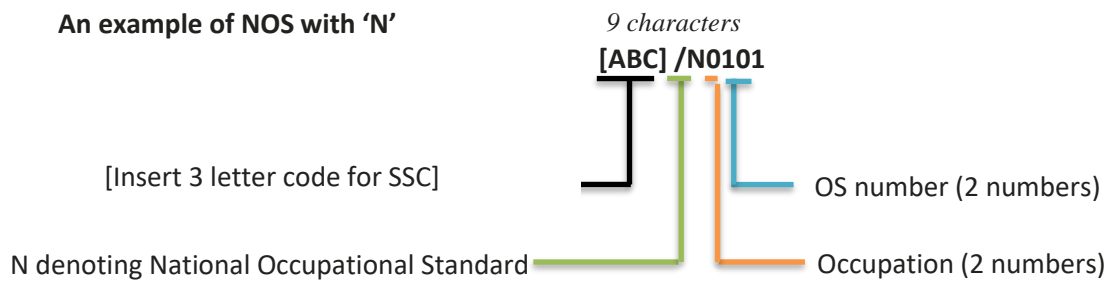 An example of NOS with ‘N’
9 characters
[ABC] /N0101
[Insert 3 letter code for SSC]
OS number (2 numbers)
N denoting National Occupational Standard
Occupation (2 numbers)